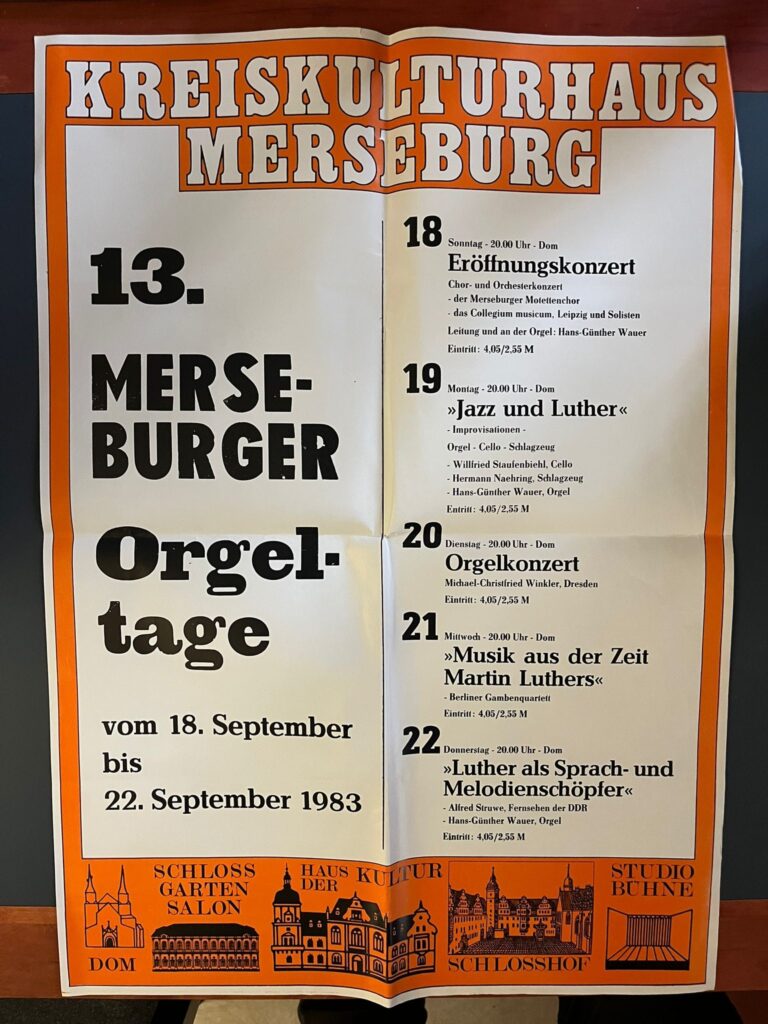 KREISKULTURHAUS
MERSEBURG
13.
MERSE-
BURGER
Orgel-
tage
vom 18. September
bis
22. September 1983
18 Sonntag - 20.00 Uhr - Dom
Eröffnungskonzert
Chor- und Orchesterkonzert
- der Merseburger Motettenchor
- das Collegium musicum, Leipzig und Solisten
Leitung und an der Orgel: Hans-Günther Wauer
Eintritt: 4,05/2,55 M
19 Montag - 20.00 Uhr - Dom
»Jazz und Luther«
- Improvisationen -
Orgel - Cello - Schlagzeug
- Willfried Staufenbiehl, Cello
- Hermann Naehring, Schlagzeug
- Hans-Günther Wauer, Orgel
Eintritt: 4,05/2,55 M
20 Dienstag - 20.00 Uhr - Dom
Orgelkonzert
Michael-Christfried Winkler, Dresden
Eintritt: 4,05/2,55 M
21 Mittwoch - 20.00 Uhr - Dom
»Musik aus der Zeit
Martin Luthers«
- Berliner Gambenquartett
Eintritt: 4,05/2,55 M
22 Donnerstag - 20.00 Uhr - Dom
»Luther als Sprach- und
Melodienschöpfer«
- Alfred Struwe, Fernsehen der DDR
- Hans-Günther Wauer, Orgel
Eintritt: 4,05/2,55 M
DOM
SCHLOSS
GARTEN
SALON
HAUS KULTUR
DER
SCHLOSSHOF
STUDIO
BÜHNE